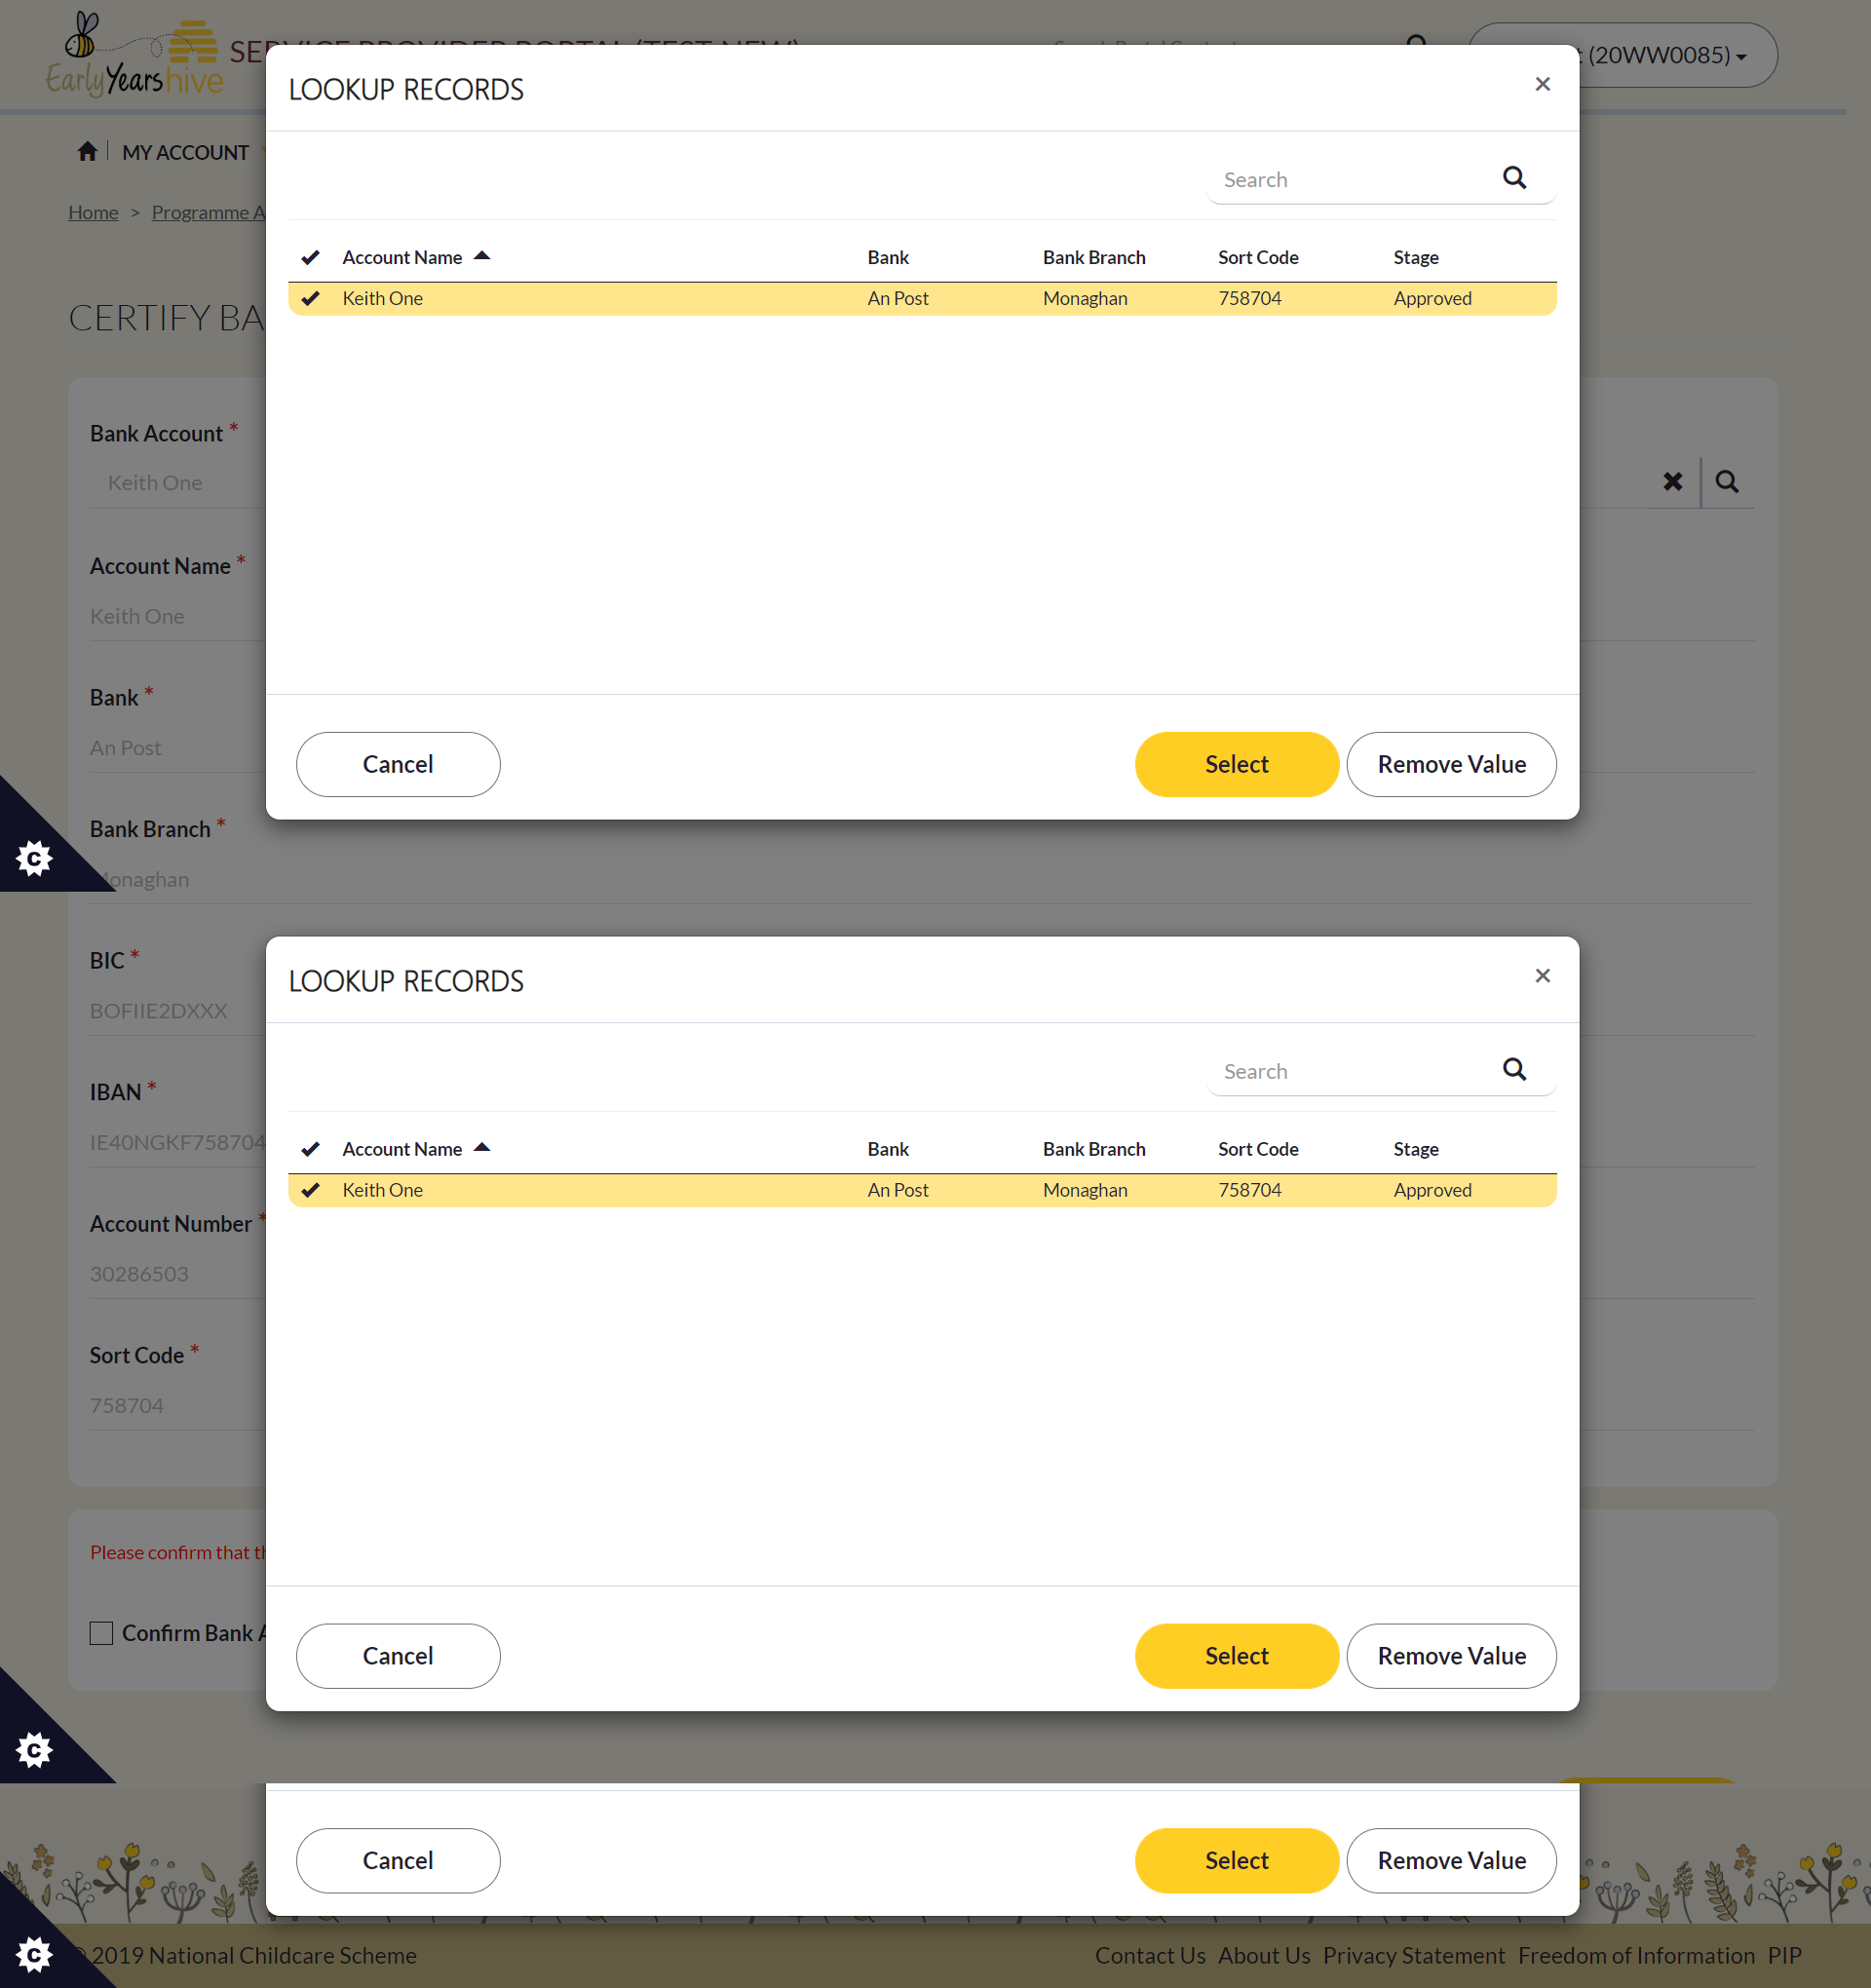 EarlyYearshive
(20WW0085)
LOOKUP RECORDS
×
MY ACCOUNT
Home > Programme
Search
Account Name Bank Bank Branch Sort Code Stage
Keith One An Post Monaghan 758704 Approved
CERTIFY BA
Bank Account *
Keith One
Account Name *
Keith One
Bank *
An Post
Cancel Select Remove Value
Bank Branch *
onaghan
BIC *
BOFIIE2DXXX
LOOKUP RECORDS
×
Search
IBAN *
IE40NGKF758704
Account Name Bank Bank Branch Sort Code Stage
Keith One An Post Monaghan 758704 Approved
Account Number *
30286503
Sort Code *
758704
Please confirm that th
Confirm Bank A
Cancel Select Remove Value
Cancel Select Remove Value
2019 National Childcare Scheme
Contact Us About Us Privacy Statement Freedom of Information PIP